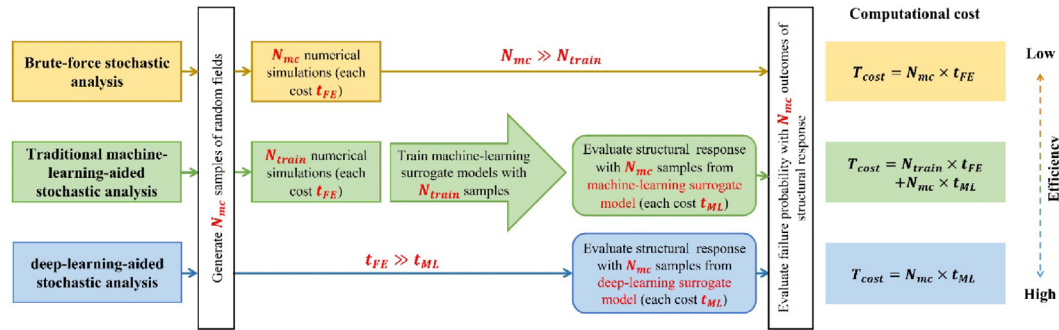 Computational cost
Brute-force stochastic
analysis
Generate N_mc samples of random fields
N_mc numerical
simulations (each
cost t_FE)
N_mc ≫ N_train
Evaluate failure probability with N_mc outcomes of
structural response
T_cost = N_mc × t_FE
Low
Traditional machine-
learning-aided
stochastic analysis
N_train numerical
simulations (each
cost t_FE)
Train machine-learning
surrogate models with
N_train samples
Evaluate structural response
with N_mc samples from
machine-learning surrogate
model (each cost t_ML)
T_cost = N_train × t_FE
+N_mc × t_ML
Efficiency
deep-learning-aided
stochastic analysis
t_FE ≫ t_ML
Evaluate structural response
with N_mc samples from
deep-learning surrogate
model (each cost t_ML)
T_cost = N_mc × t_ML
High